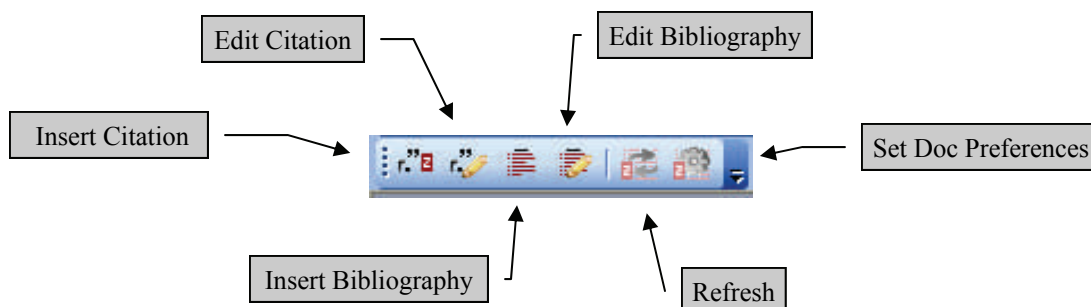 Edit Citation
Edit Bibliography
Insert Citation
Set Doc Preferences
Insert Bibliography
Refresh